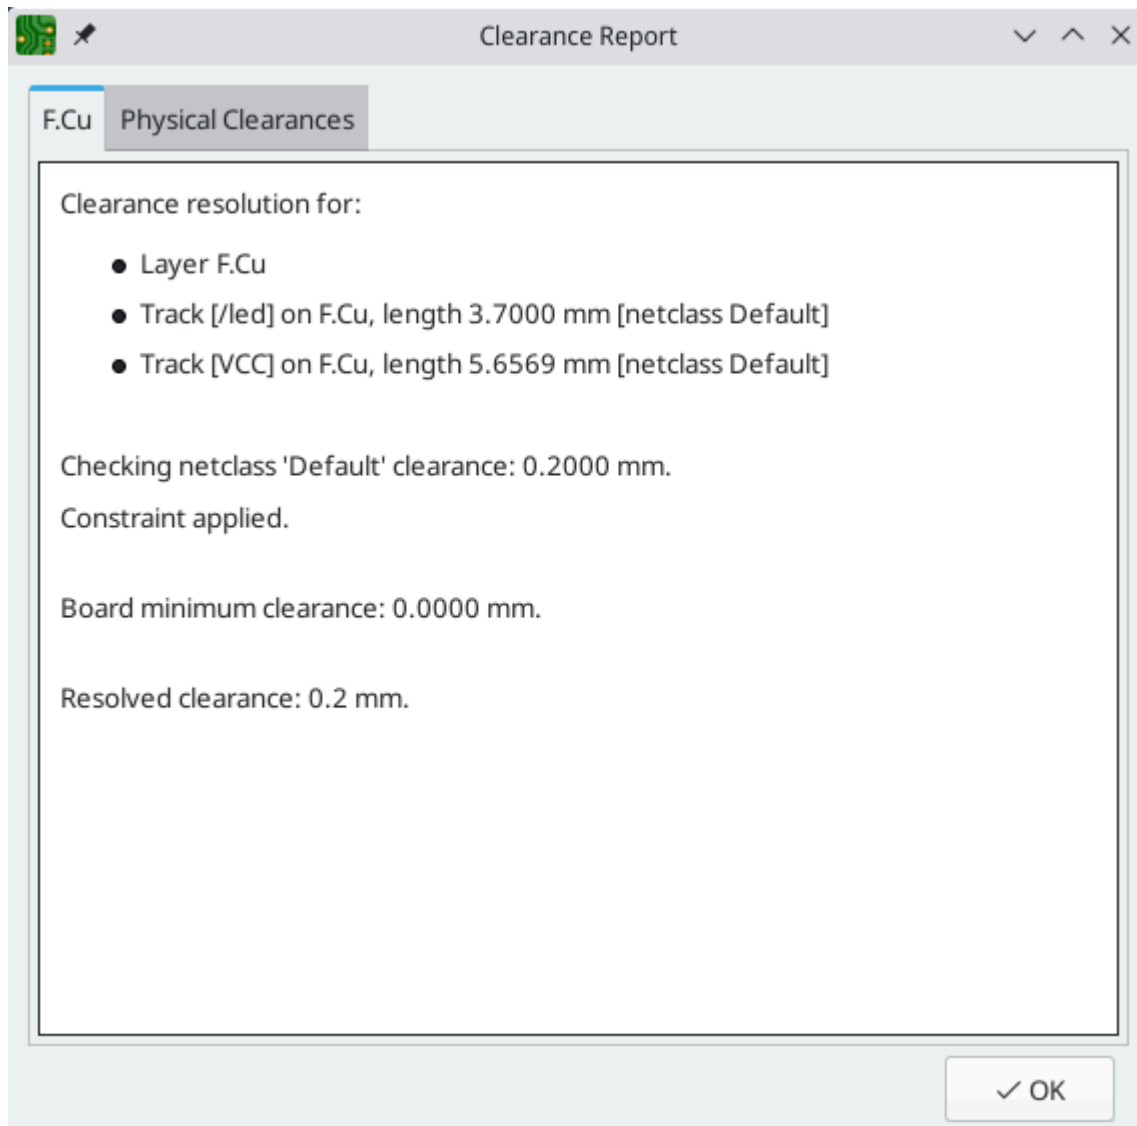 Clearance Report
F.Cu Physical Clearances
Clearance resolution for:
● Layer F.Cu
● Track [/led] on F.Cu, length 3.7000 mm [netclass Default]
● Track [VCC] on F.Cu, length 5.6569 mm [netclass Default]
Checking netclass 'Default' clearance: 0.2000 mm.
Constraint applied.
Board minimum clearance: 0.0000 mm.
Resolved clearance: 0.2 mm.
✓ OK